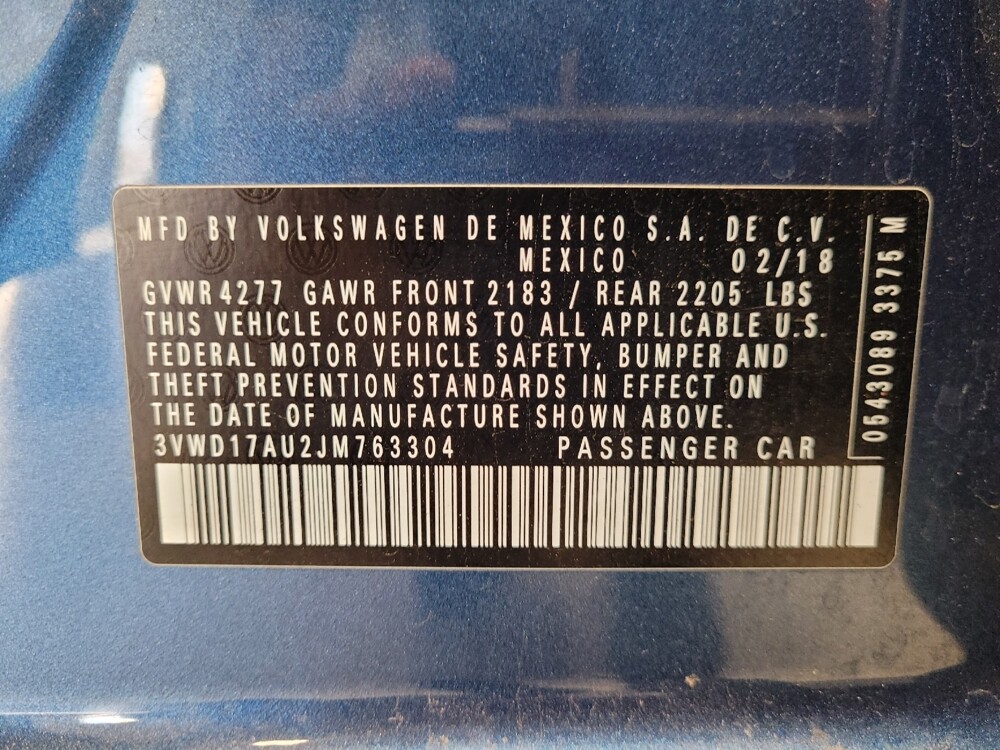 MFD BY VOLKSWAGEN DE MEXICO S.A. DE C.V.
MEXICO 02/18
GVWR 4277 GAWR FRONT 2183 / REAR 2205 LBS
THIS VEHICLE CONFORMS TO ALL APPLICABLE U.S.
FEDERAL MOTOR VEHICLE SAFETY, BUMPER AND
THEFT PREVENTION STANDARDS IN EFFECT ON
THE DATE OF MANUFACTURE SHOWN ABOVE.
3VWD17AU2JM763304 PASSENGER CAR
0543089 3375 M